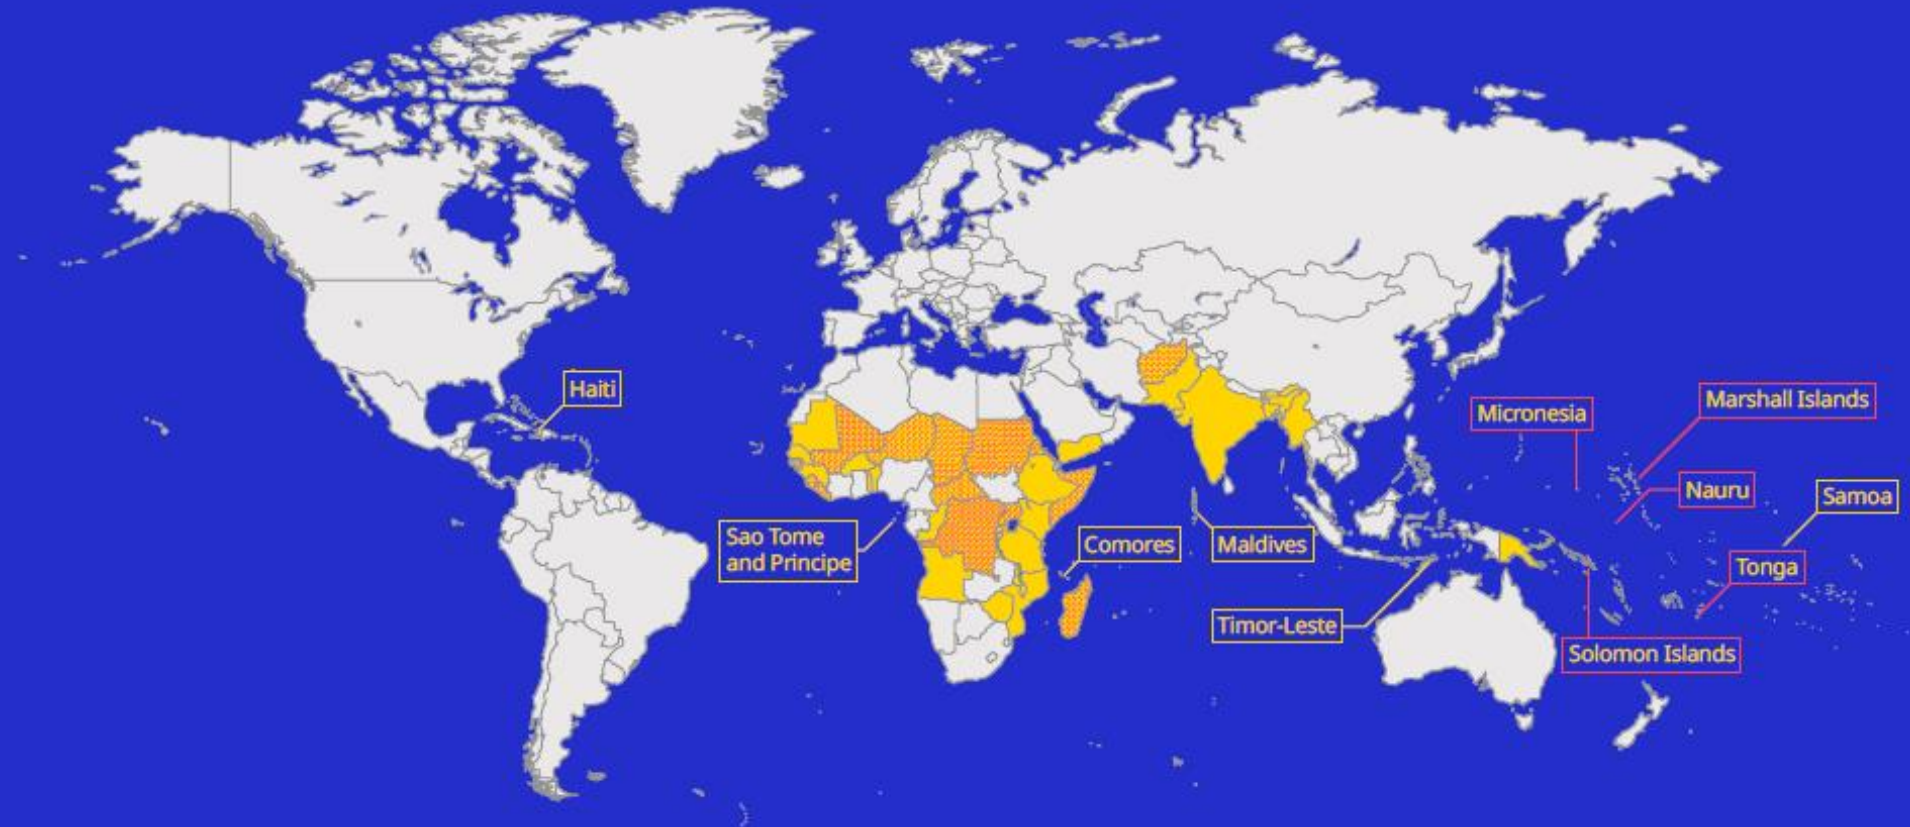 Haiti
Marshall Islands
Micronesia
Nauru
Samoa
Sao Tome
and Principe
Comores
Maldives
Tonga
Timor-Leste
Solomon Islands